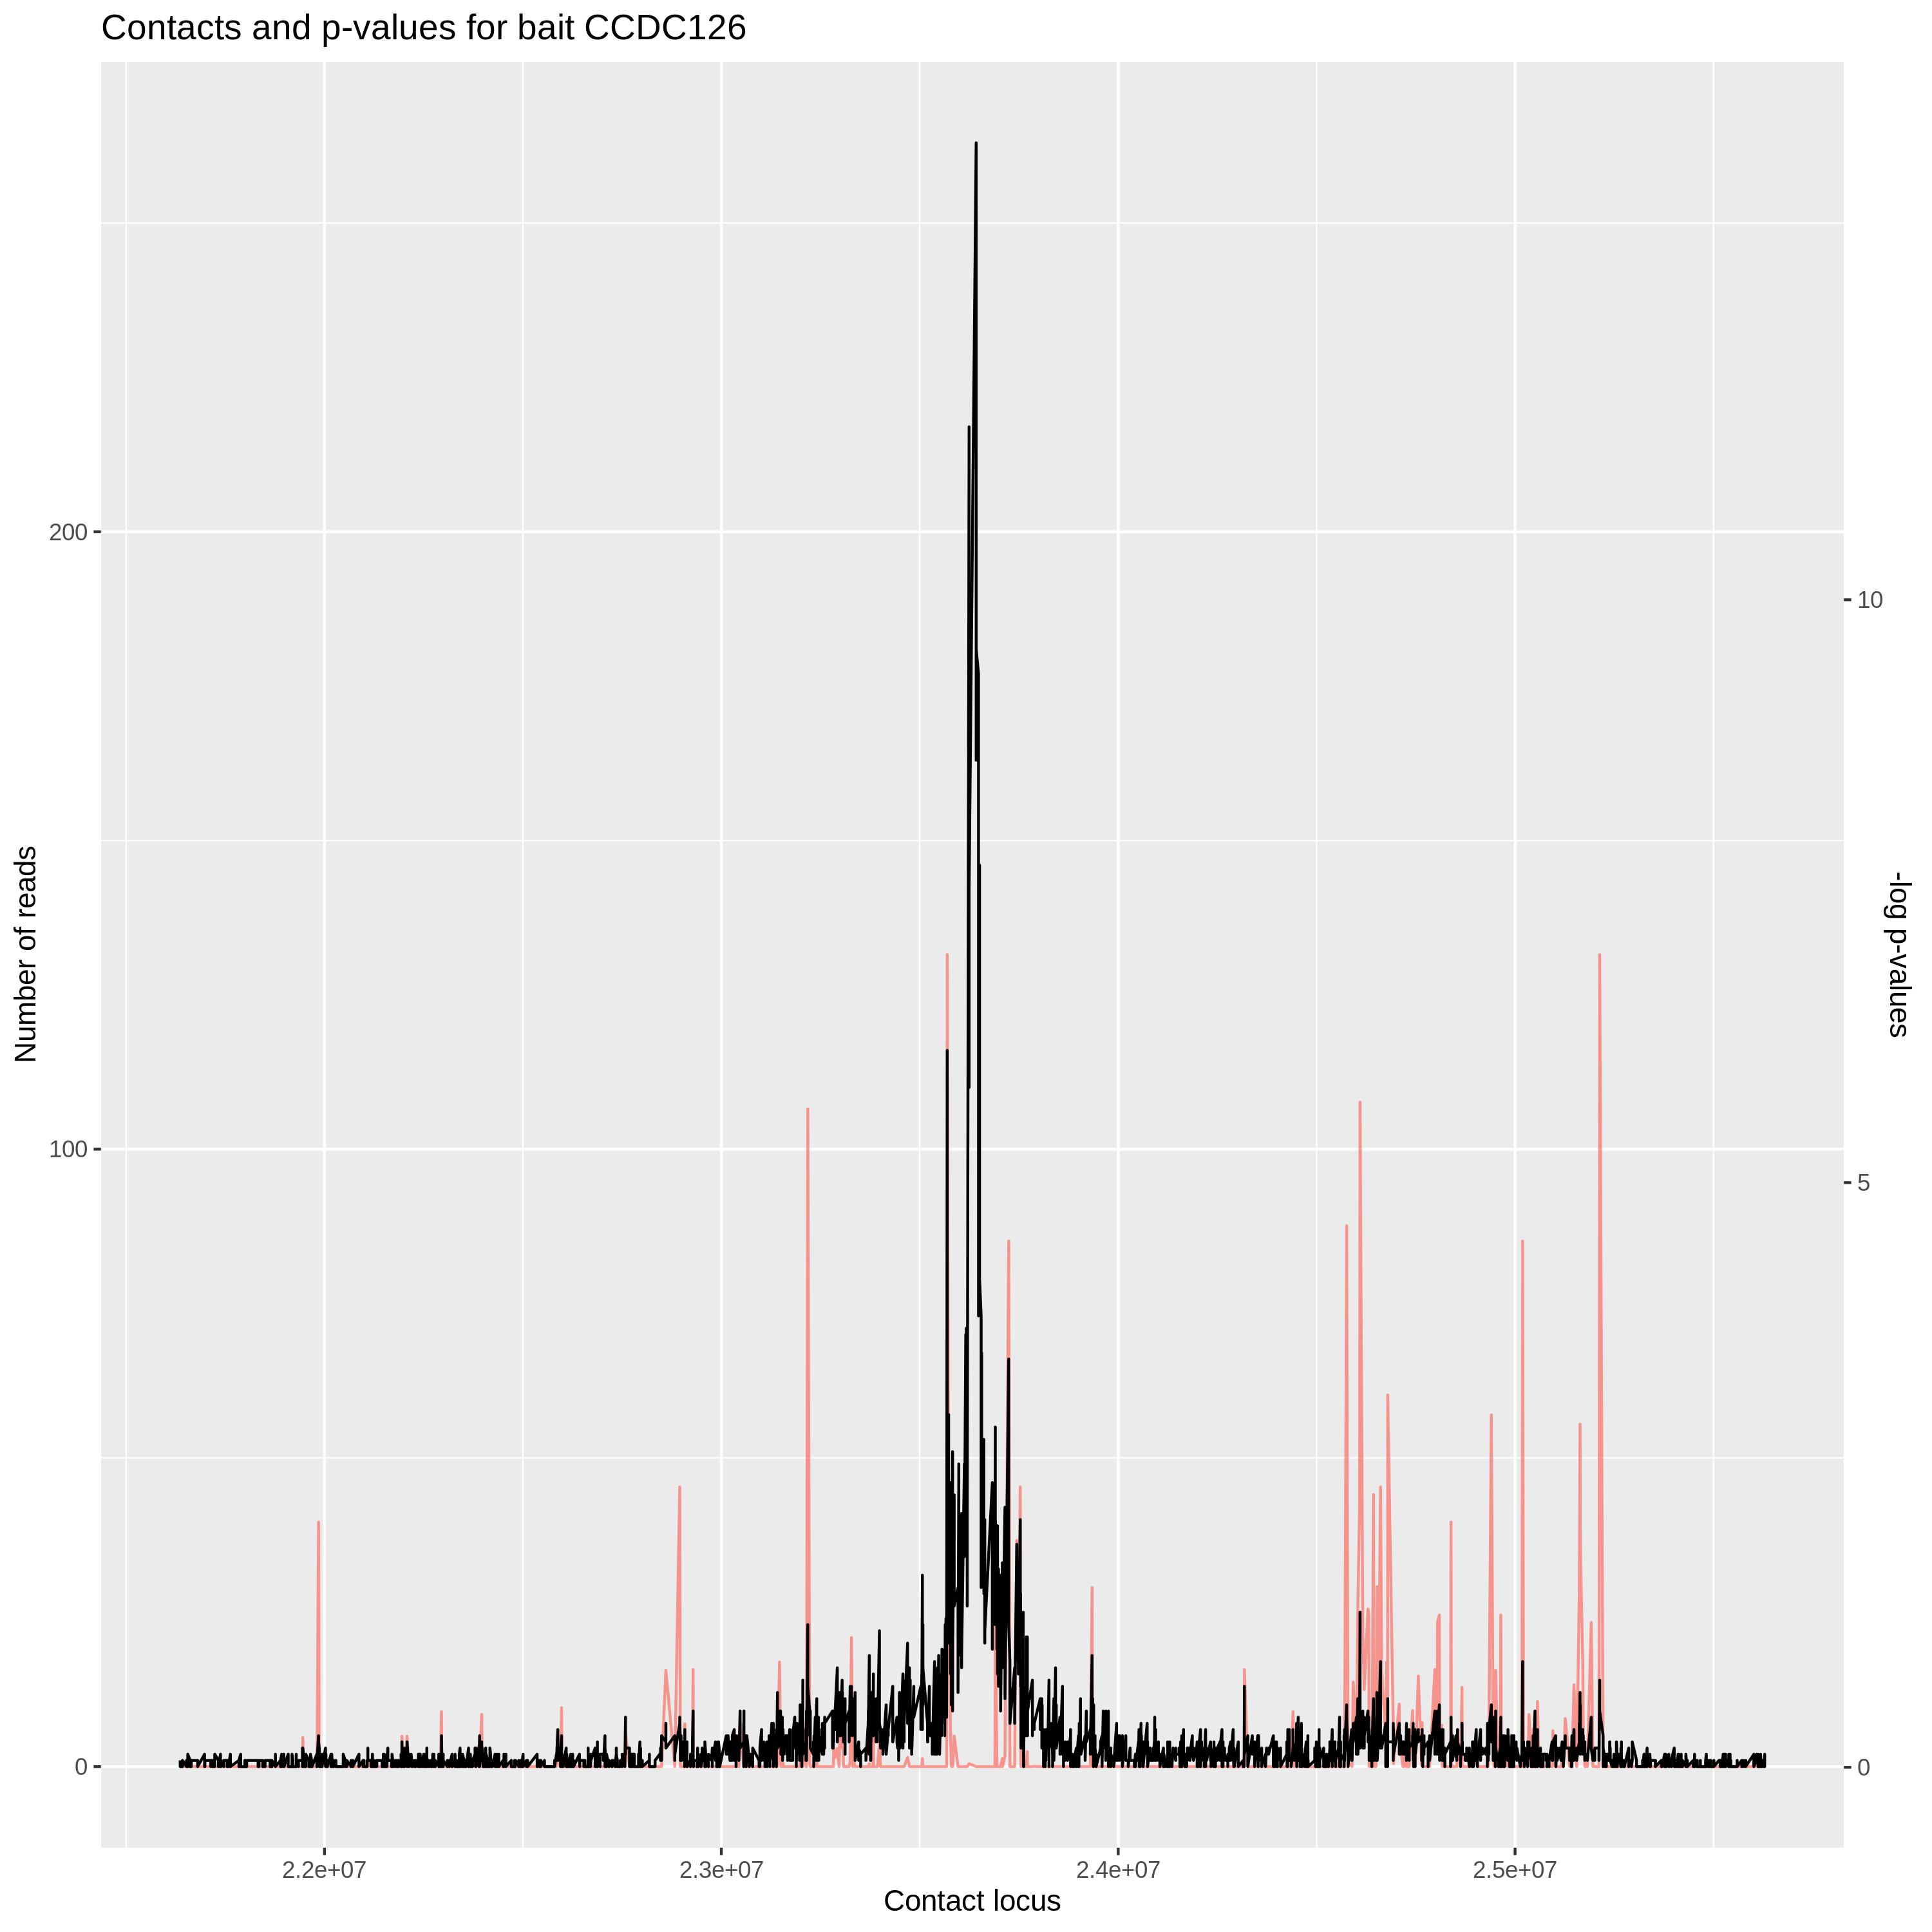 Contacts and p-values for bait CCDC126
Number of reads
200
100
0
10
5
0
-log p-values
2.2e+07 2.3e+07 2.4e+07 2.5e+07
Contact locus